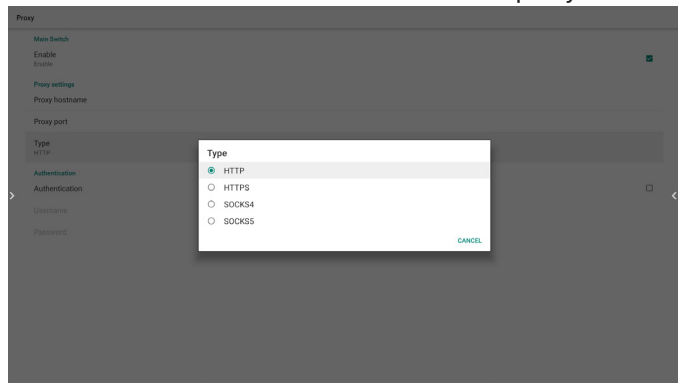 Proxy
Main Switch
Enable
Enable
Proxy settings
Proxy hostname
Proxy port
Type
HTTP
Authentication
Authentication
Username
Password
Type
HTTP
HTTPS
SOCKS4
SOCKS5
CANCEL